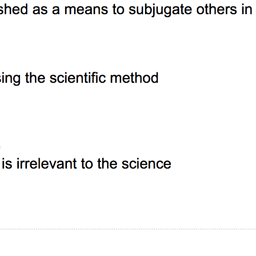 shed as a means to subjugate others in
sing the scientific method
is irrelevant to the science